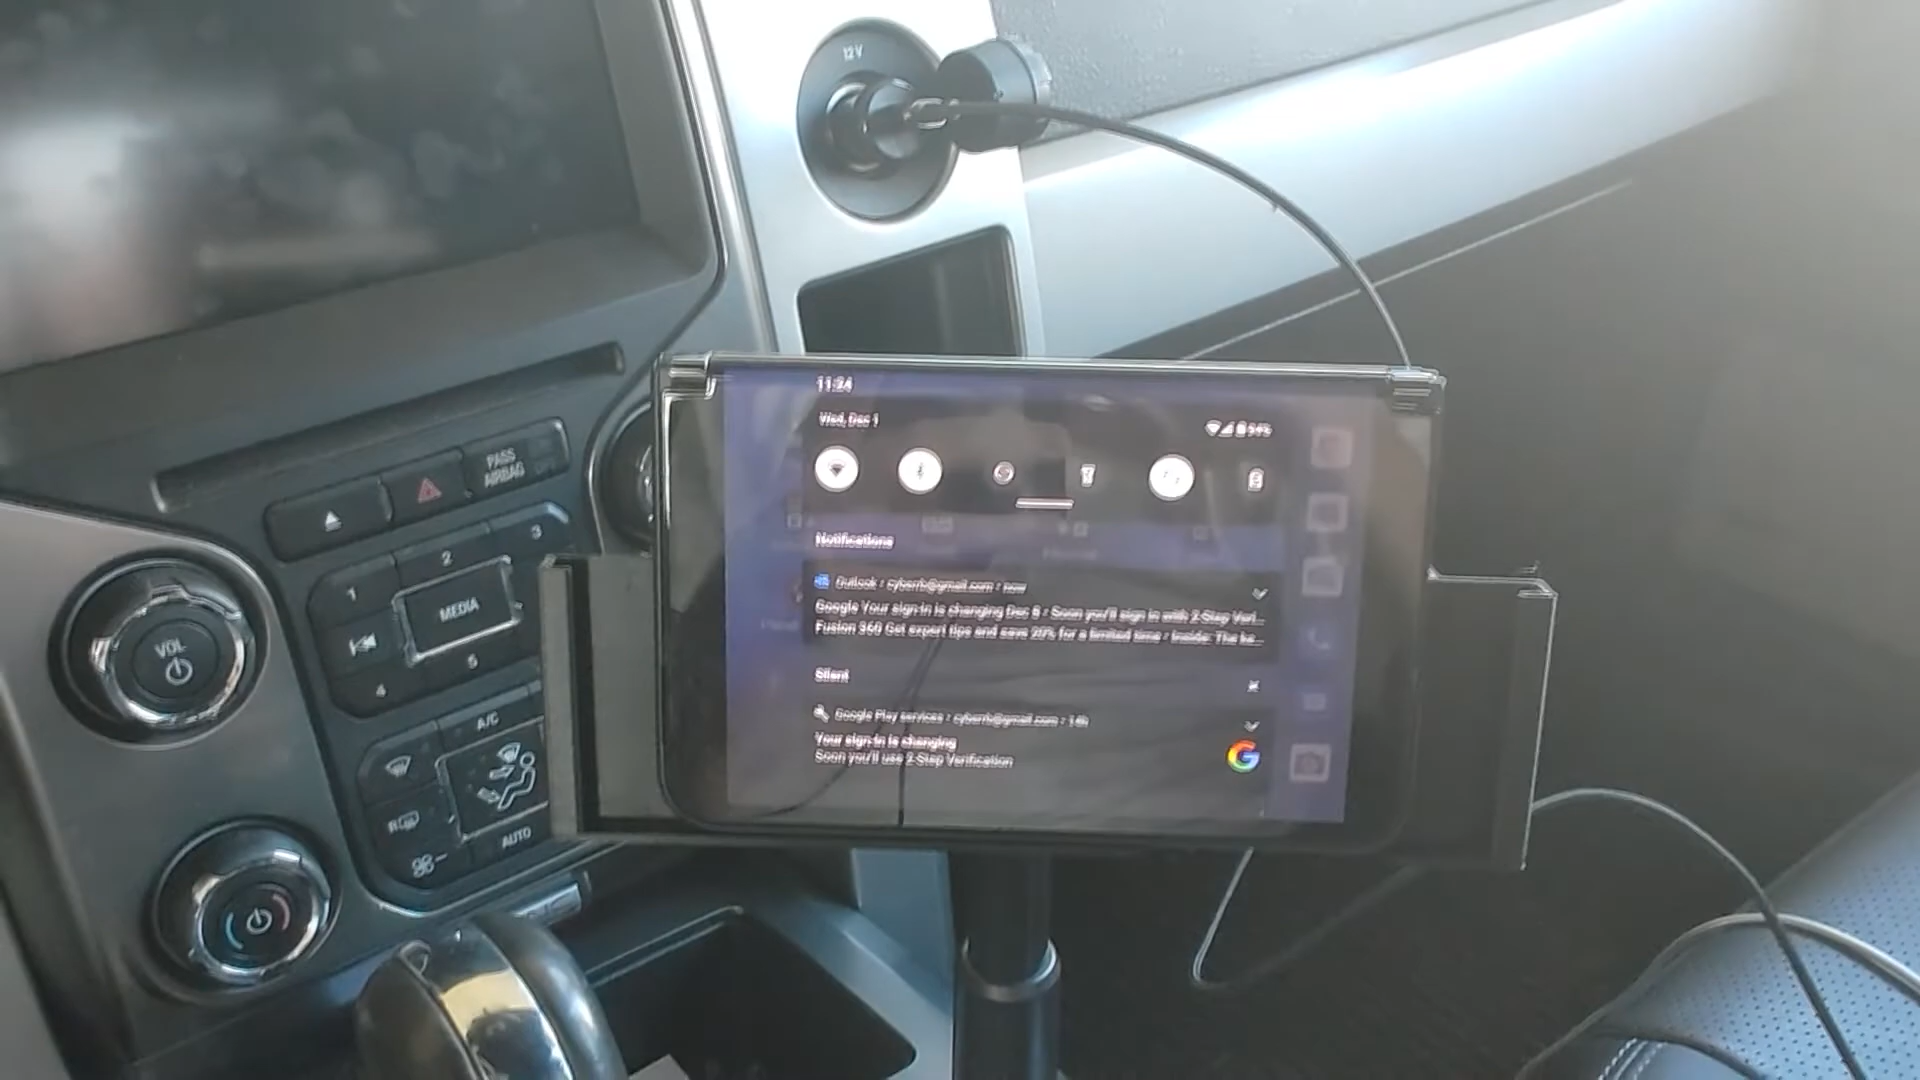 12V
PASS
AIRBAG
1
2
3
MEDIA
4
5
VOL
A/C
R
AUTO
11:24
Wed, Dec 1
Notifications
Outlook • cyberrb@gmail.com • now
Google Your sign-in is changing Dec 6 • Soon you'll sign in with 2-Step Veri...
Fusion 360 Get expert tips and save 20% for a limited time • Inside: The
Silent
Google Play services • cyberrb@gmail.com • 14h
Your sign-in is changing
Soon you'll use 2-Step Verification
G